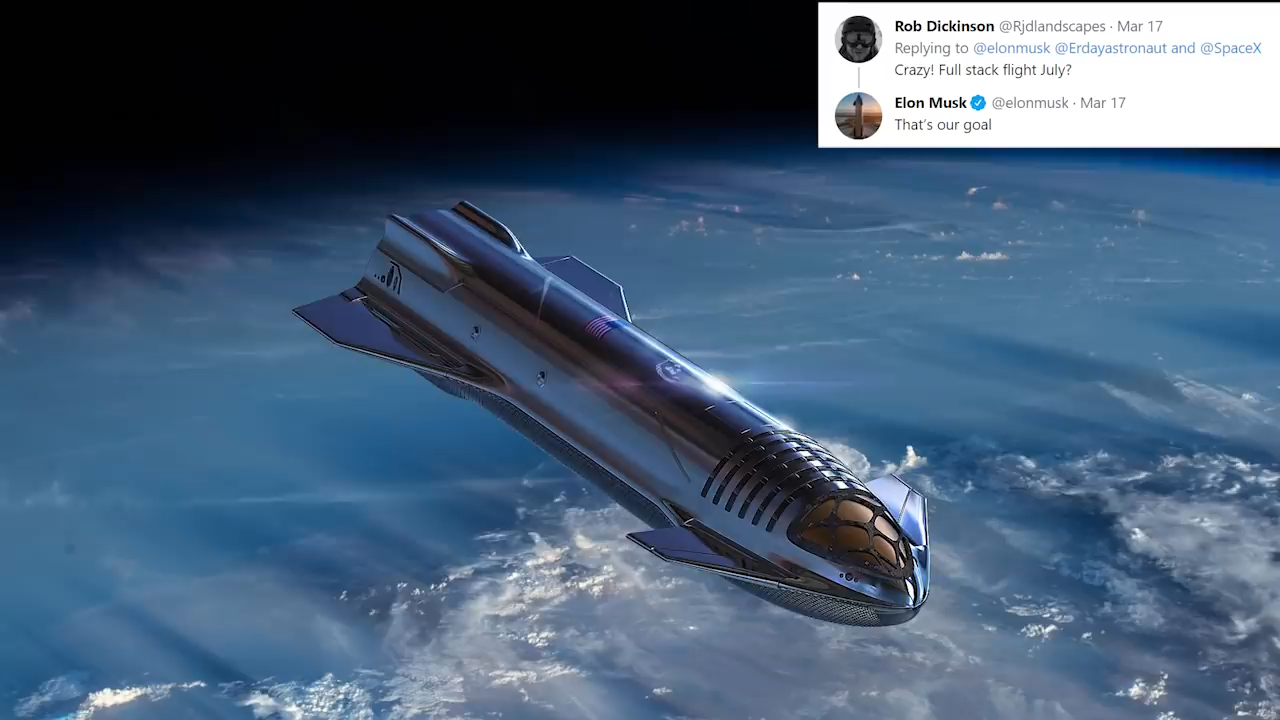 Rob Dickinson @Rjdlandscapes · Mar 17
Replying to @elonmusk @Erdayastronaut and @SpaceX
Crazy! Full stack flight July?
Elon Musk @elonmusk · Mar 17
That's our goal